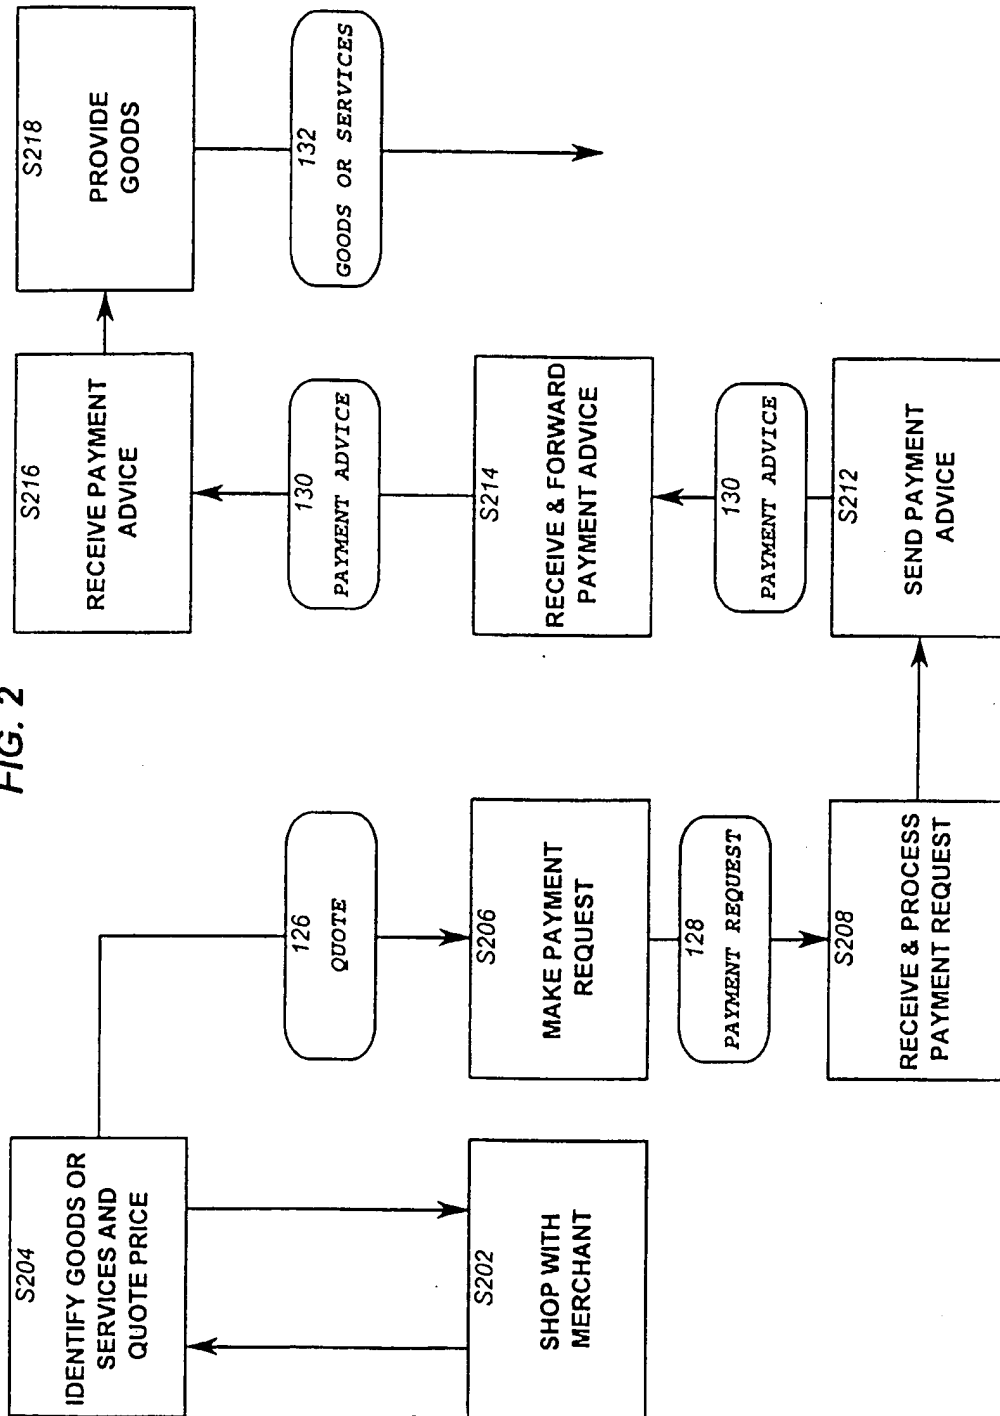 FIG. 2
S204
IDENTIFY GOODS OR
SERVICES AND
QUOTE PRICE
S202
SHOP WITH
MERCHANT
126
QUOTE
S206
MAKE PAYMENT
REQUEST
128
PAYMENT REQUEST
S208
RECEIVE & PROCESS
PAYMENT REQUEST
S212
SEND PAYMENT
ADVICE
130
PAYMENT ADVICE
S214
RECEIVE & FORWARD
PAYMENT ADVICE
130
PAYMENT ADVICE
S216
RECEIVE PAYMENT
ADVICE
S218
PROVIDE
GOODS
132
GOODS OR SERVICES